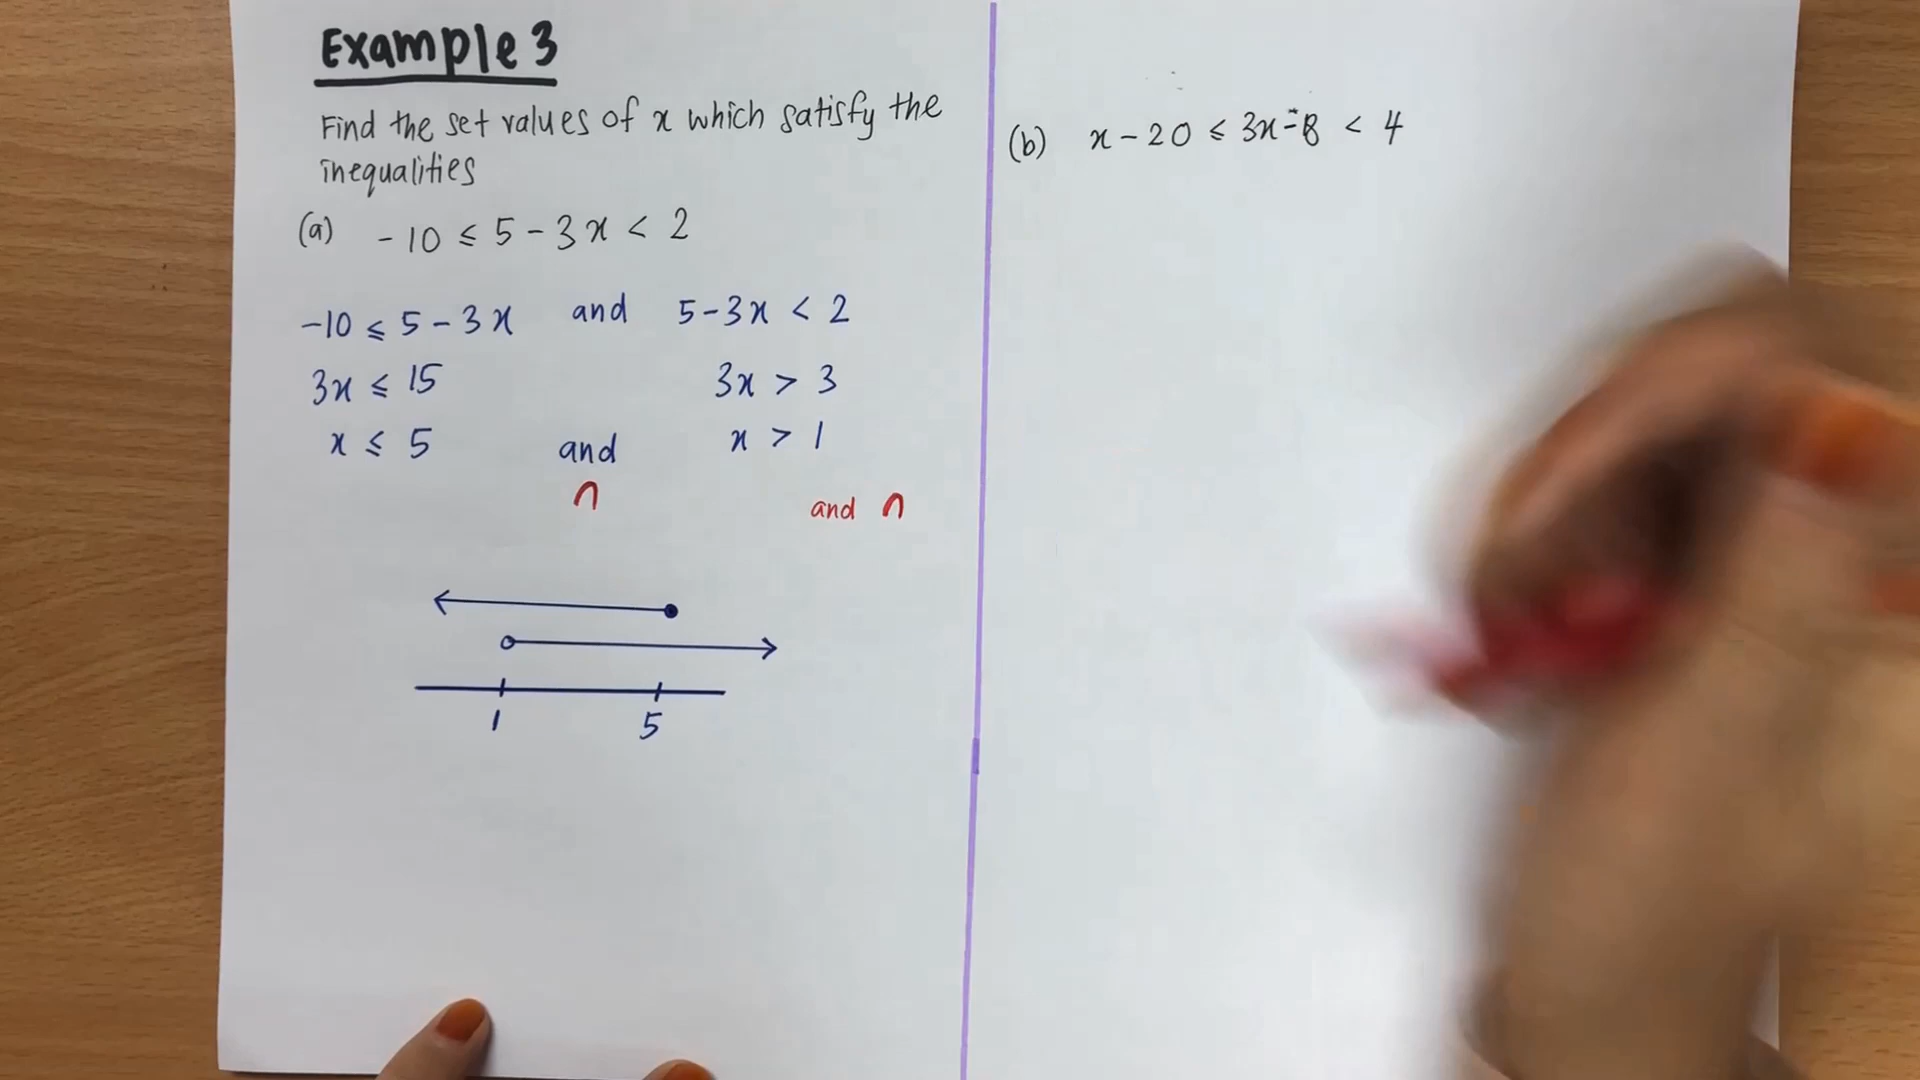 Example 3
Find the set values of x which satisfy the
inequalities
(a) -10 ≤ 5 - 3x < 2
-10 ≤ 5 - 3x and 5 - 3x < 2
3x ≤ 15 3x > 3
x ≤ 5 and x > 1
∩ and ∩
1 5
(b) x - 20 ≤ 3x - 8 < 4